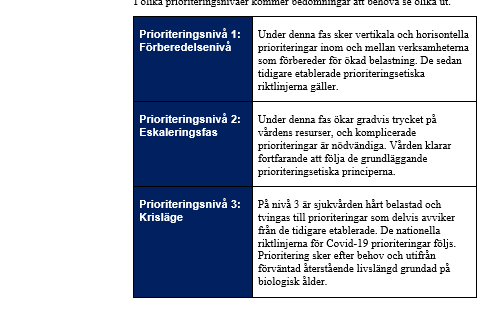 I olika prioriteringsnivåer kommer bedömningar att behöva se olika ut.
Prioriteringsnivå 1:
Förberedelsenivå
Under denna fas sker vertikala och horisontella
prioriteringar inom och mellan verksamheterna
som förbereder för ökad belastning. De sedan
tidigare etablerade prioriteringsetiska
riktlinjerna gäller.
Prioriteringsnivå 2:
Eskaleringsfas
Under denna fas ökar gradvis trycket på
vårdens resurser, och komplicerade
prioriteringar är nödvändiga. Vården klarar
fortfarande att följa de grundläggande
prioriteringsetiska principerna.
Prioriteringsnivå 3:
Krisläge
På nivå 3 är sjukvården hårt belastad och
tvingas till prioriteringar som delvis avviker
från de tidigare etablerade. De nationella
riktlinjerna för Covid-19 prioriteringar följs.
Prioritering sker efter behov och utifrån
förväntad återstående livslängd grundad på
biologisk ålder.